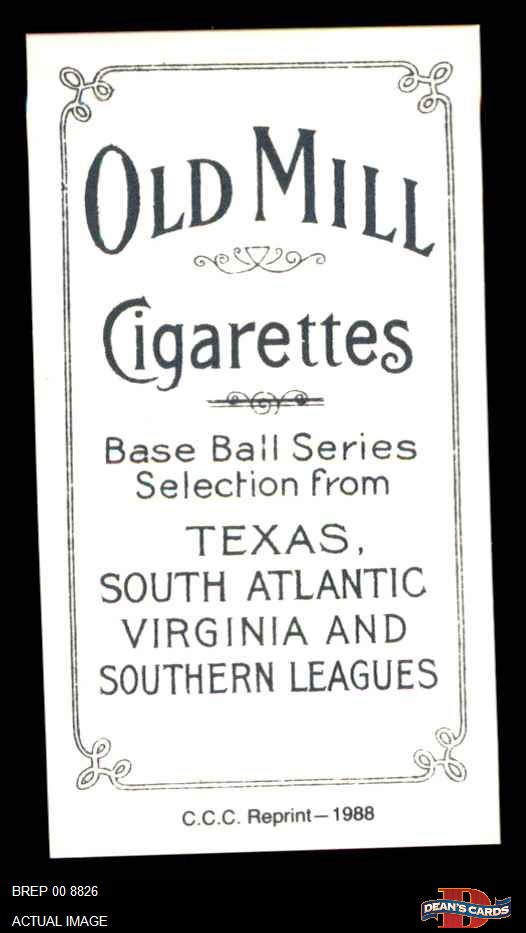 OLD MILL
Cigarettes
Base Ball Series
Selection from
TEXAS,
SOUTH ATLANTIC
VIRGINIA AND
SOUTHERN LEAGUES
C.C.C. Reprint—1988
BREP 00 8826
ACTUAL IMAGE
D
DEAN'S CARDS